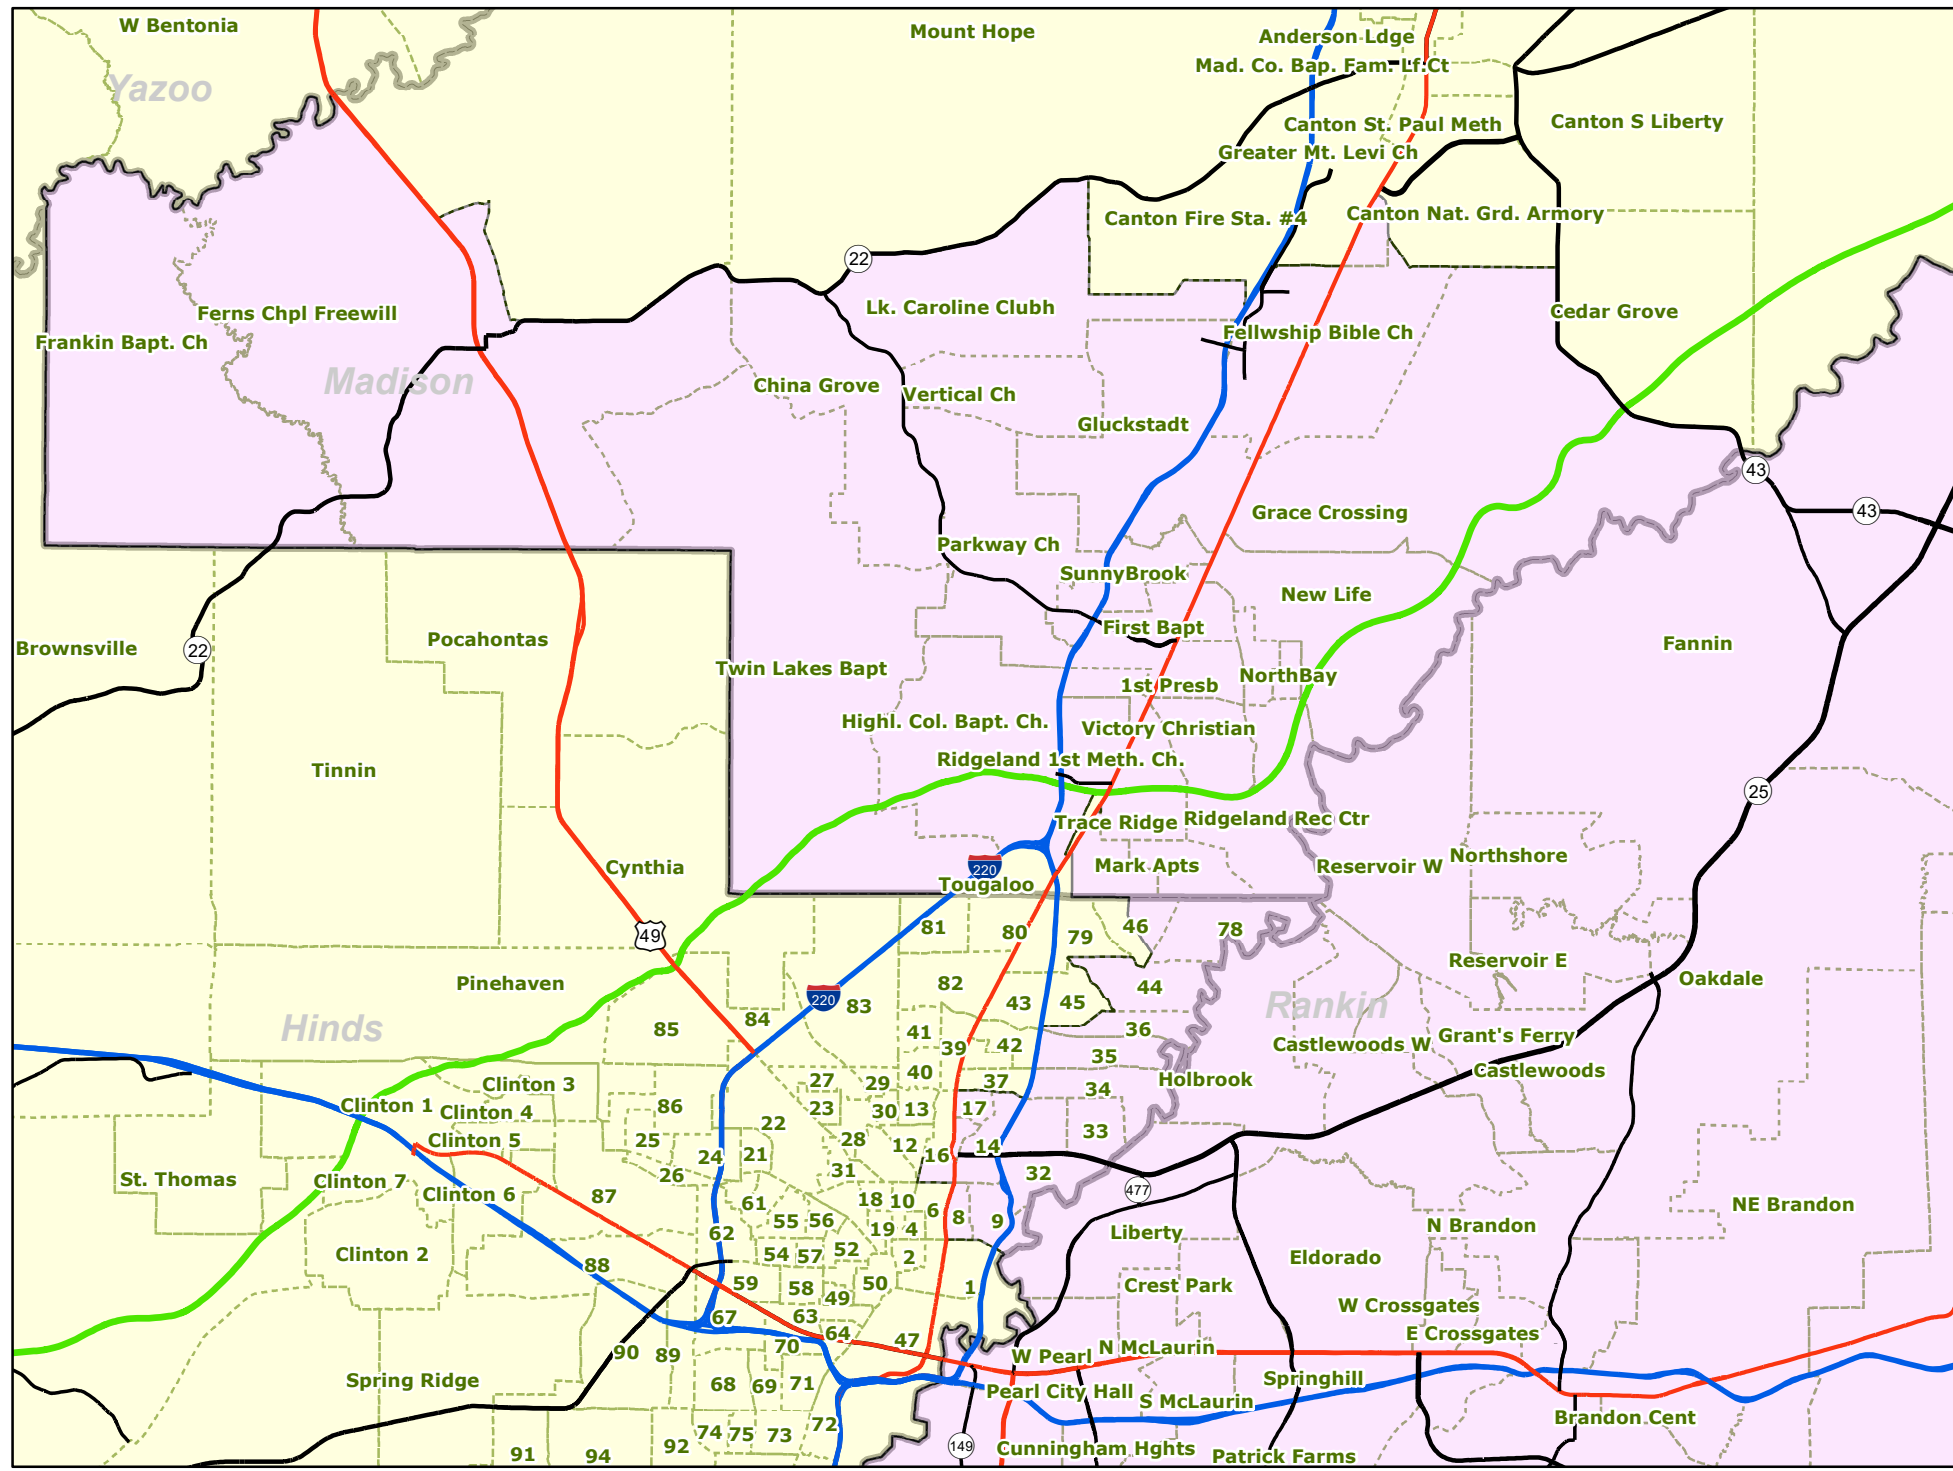 W Bentonia
Mount Hope
Anderson Ldge
Mad. Co. Bap. Fam. Lf.Ct
Yazoo
Canton St. Paul Meth
Canton S Liberty
Greater Mt. Levi Ch
Canton Fire Sta. #4
Canton Nat. Grd. Armory
22
Lk. Caroline Clubh
Ferns Chpl Freewill
Cedar Grove
Frankin Bapt. Ch
Fellwship Bible Ch
Madison
China Grove
Vertical Ch
Gluckstadt
43
43
Grace Crossing
Parkway Ch
SunnyBrook
New Life
First Bapt
Brownsville
22
Pocahontas
Fannin
Twin Lakes Bapt
NorthBay
1st Presb
Highl. Col. Bapt. Ch.
Victory Christian
Ridgeland 1st Meth. Ch.
Tinnin
25
Trace Ridge
Ridgeland Rec Ctr
Cynthia
220
Mark Apts
Reservoir W
Northshore
Tougaloo
49
81
80
79
46
78
Pinehaven
82
Reservoir E
Oakdale
220
83
43
45
44
Rankin
Hinds
85
84
41
39
42
36
Castlewoods W
Grant's Ferry
35
Castlewoods
Clinton 3
27
29
40
37
34
Holbrook
Clinton 1
Clinton 4
86
23
30
13
17
22
33
Clinton 5
25
28
12
14
24
21
16
26
31
32
St. Thomas
Clinton 7
Clinton 6
87
477
61
18
10
NE Brandon
55
56
6
8
9
62
19
4
Liberty
N Brandon
Clinton 2
54
57
52
2
Eldorado
88
59
58
50
1
Crest Park
49
W Crossgates
67
63
64
47
E Crossgates
90
89
70
W Pearl
N McLaurin
Spring Ridge
68
69
71
Pearl City Hall
Springhill
S McLaurin
72
Brandon Cent
74
75
73
92
149
Cunningham Hghts
91
94
Patrick Farms